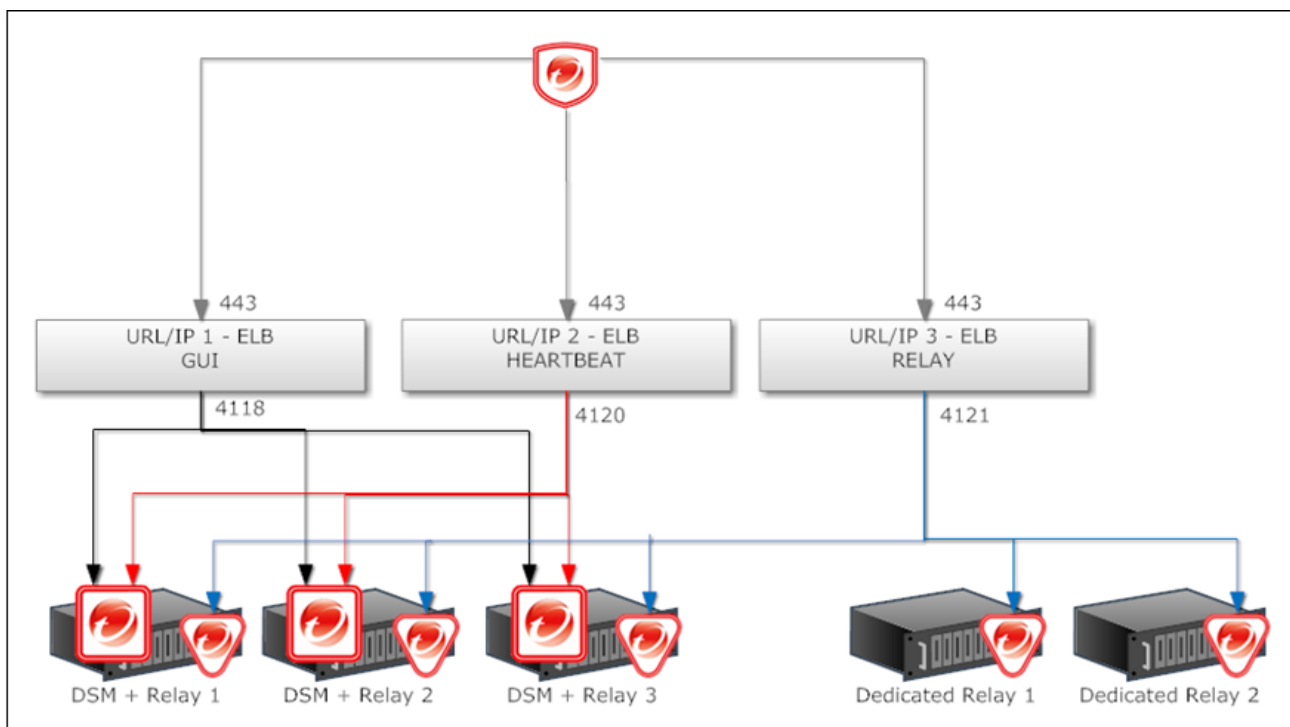 443
443
443
URL/IP 1 - ELB
GUI
URL/IP 2 - ELB
HEARTBEAT
URL/IP 3 - ELB
RELAY
4118
4120
4121
DSM + Relay 1
DSM + Relay 2
DSM + Relay 3
Dedicated Relay 1
Dedicated Relay 2